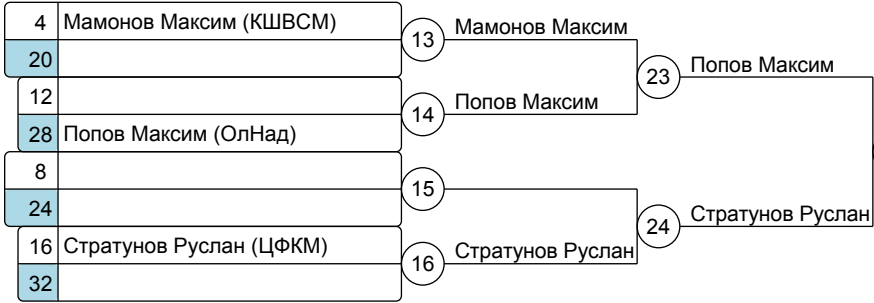 4 Мамонов Максим (КШВСМ)
20
13 Мамонов Максим
12
28 Попов Максим (ОлНад)
14 Попов Максим
23 Попов Максим
8
24
15
16 Стратунов Руслан (ЦФКМ)
32
16 Стратунов Руслан
24 Стратунов Руслан